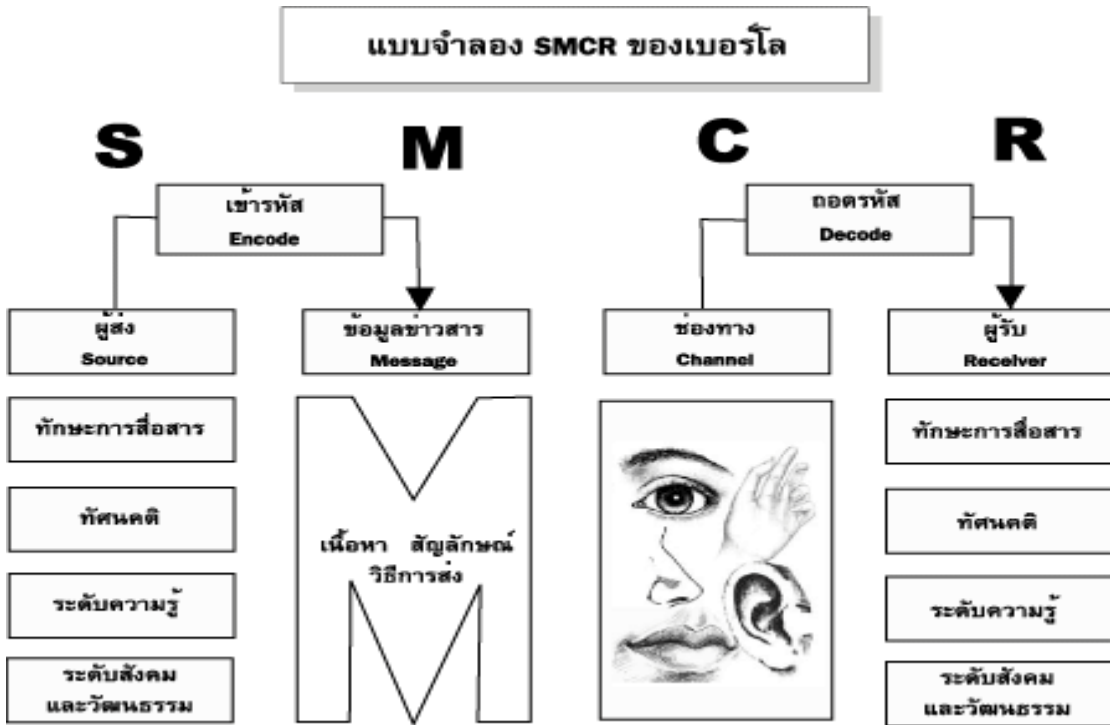 แบบจำลอง SMCR ของเบอร์โล
S M C R
เข้ารหัส
Encode
ถอดรหัส
Decode
ผู้ส่ง
Source
ข้อมูลข่าวสาร
Message
ช่องทาง
Channel
ผู้รับ
Receiver
ทักษะการสื่อสาร
ทัศนคติ
ระดับความรู้
ระดับสังคม
และวัฒนธรรม
เนื้อหา สัญลักษณ์
วิธีการส่ง
ทักษะการสื่อสาร
ทัศนคติ
ระดับความรู้
ระดับสังคม
และวัฒนธรรม